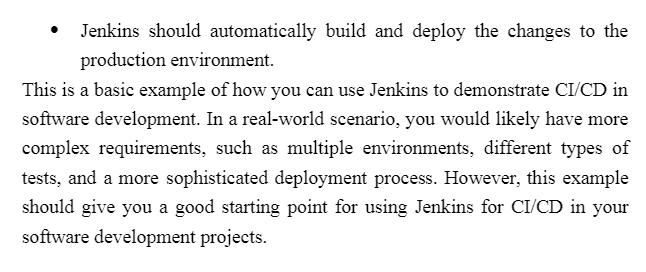 • Jenkins should automatically build and deploy the changes to the
production environment.
This is a basic example of how you can use Jenkins to demonstrate CI/CD in
software development. In a real-world scenario, you would likely have more
complex requirements, such as multiple environments, different types of
tests, and a more sophisticated deployment process. However, this example
should give you a good starting point for using Jenkins for CI/CD in your
software development projects.